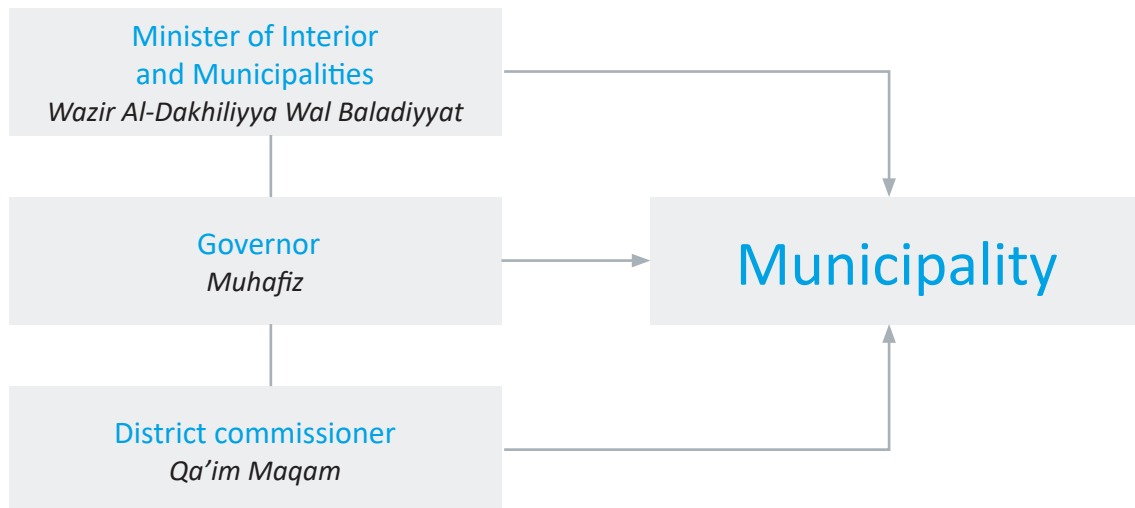 Minister of Interior
and Municipalities
Wazir Al-Dakhiliyya Wal Baladiyyat
Governor
Muhafiz
Municipality
District commissioner
Qa’im Maqam